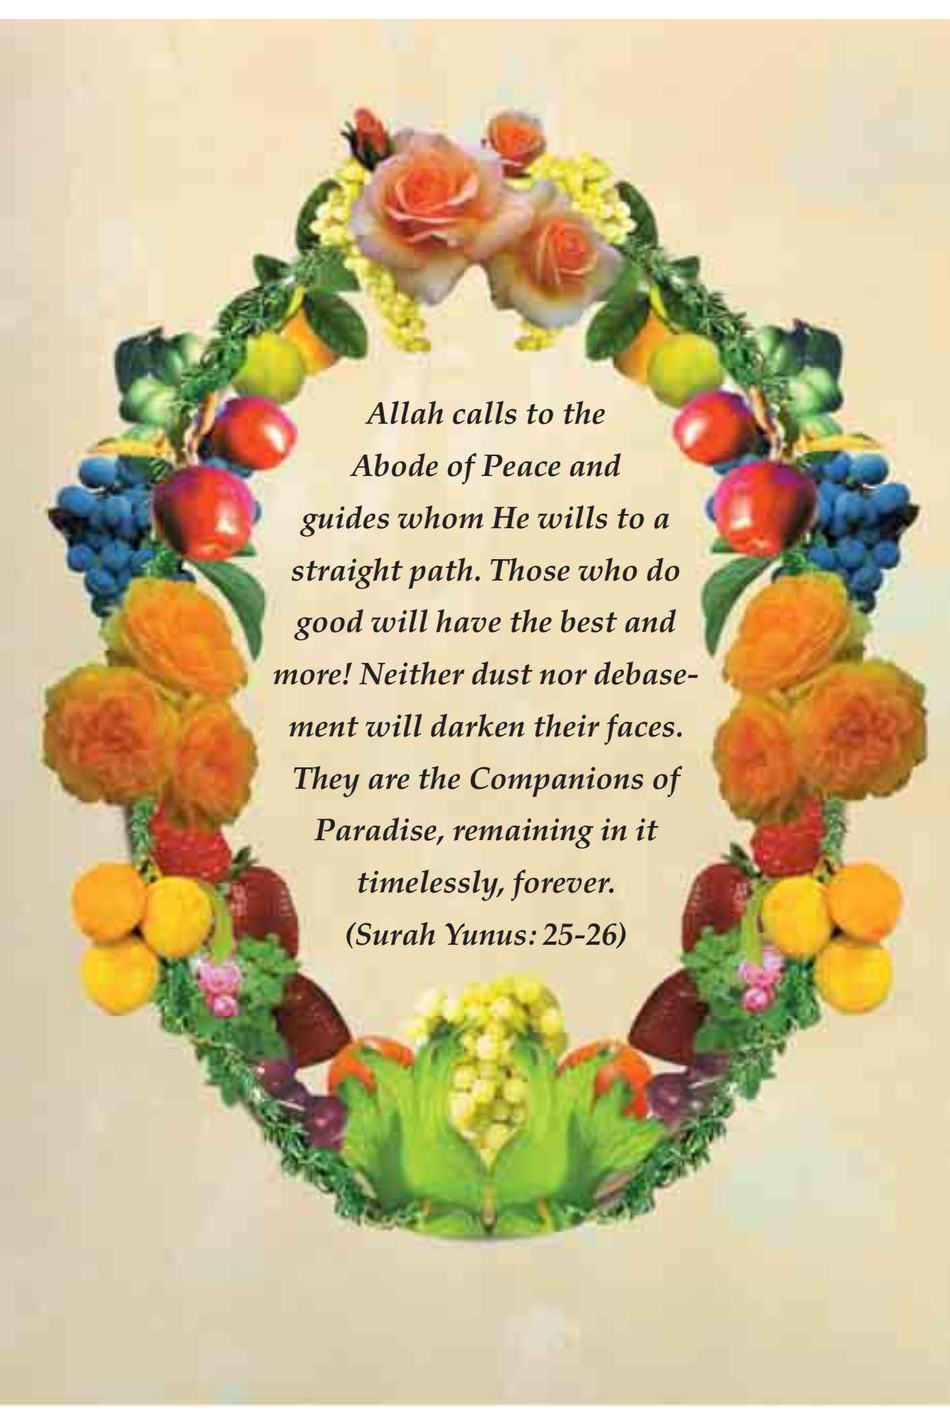 Allah calls to the
Abode of Peace and
guides whom He wills to a
straight path. Those who do
good will have the best and
more! Neither dust nor debase-
ment will darken their faces.
They are the Companions of
Paradise, remaining in it
timelessly, forever.
(Surah Yunus: 25-26)